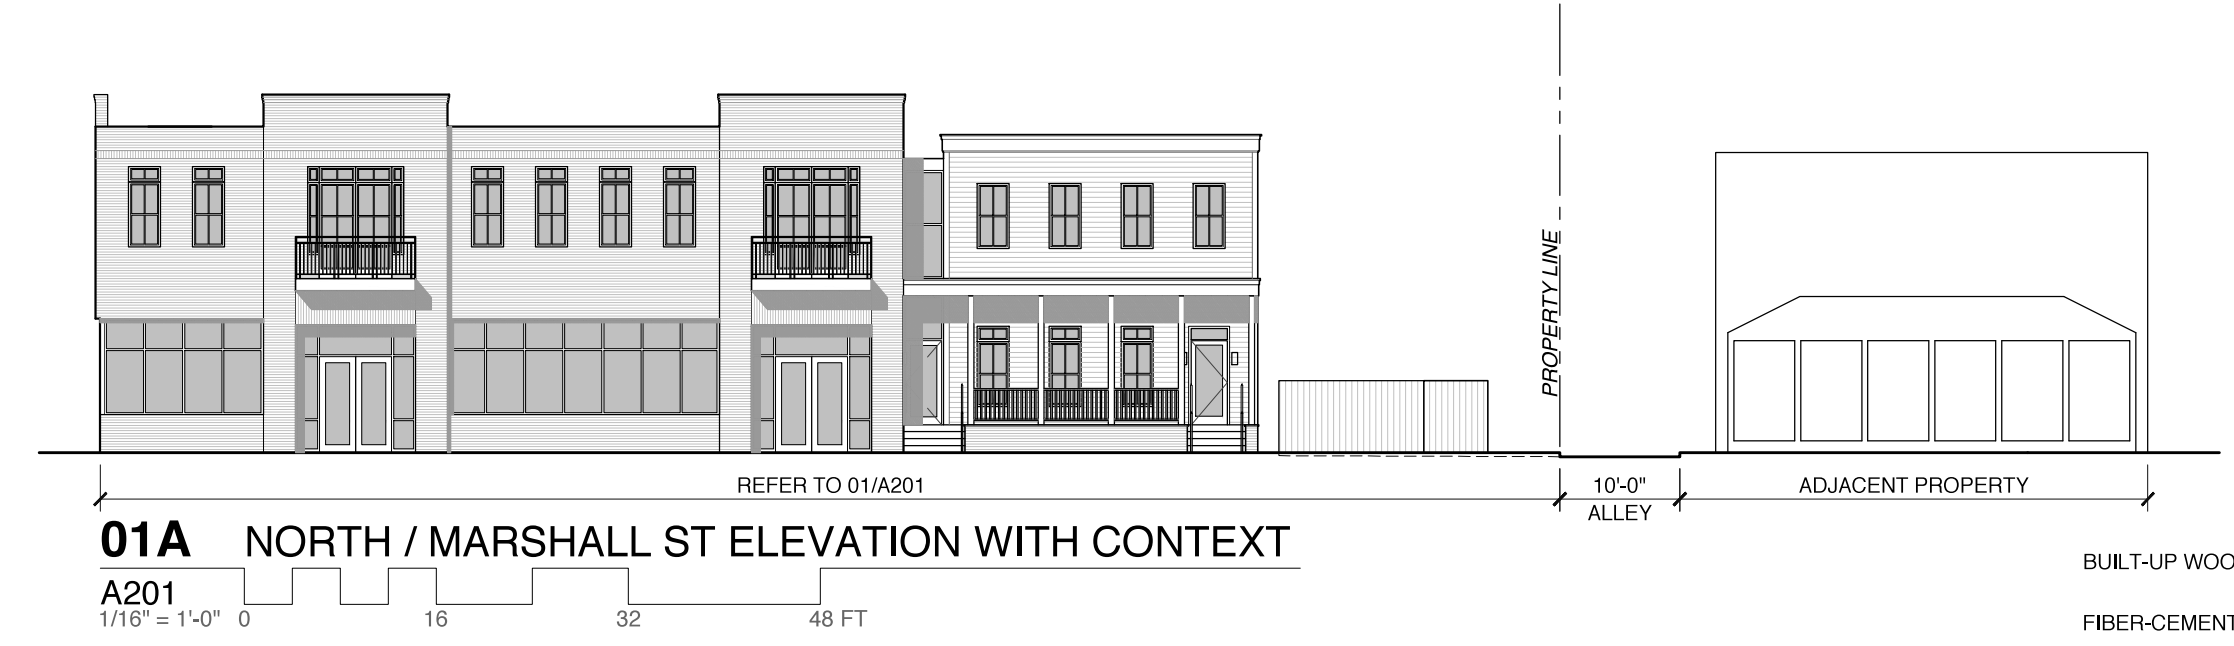 PROPERTY LINE
REFER TO 01/A201
10'-0"
ALLEY
ADJACENT PROPERTY
01A NORTH / MARSHALL ST ELEVATION WITH CONTEXT
A201
1/16" = 1'-0" 0 16 32 48 FT
BUILT-UP WOO
FIBER-CEMENT